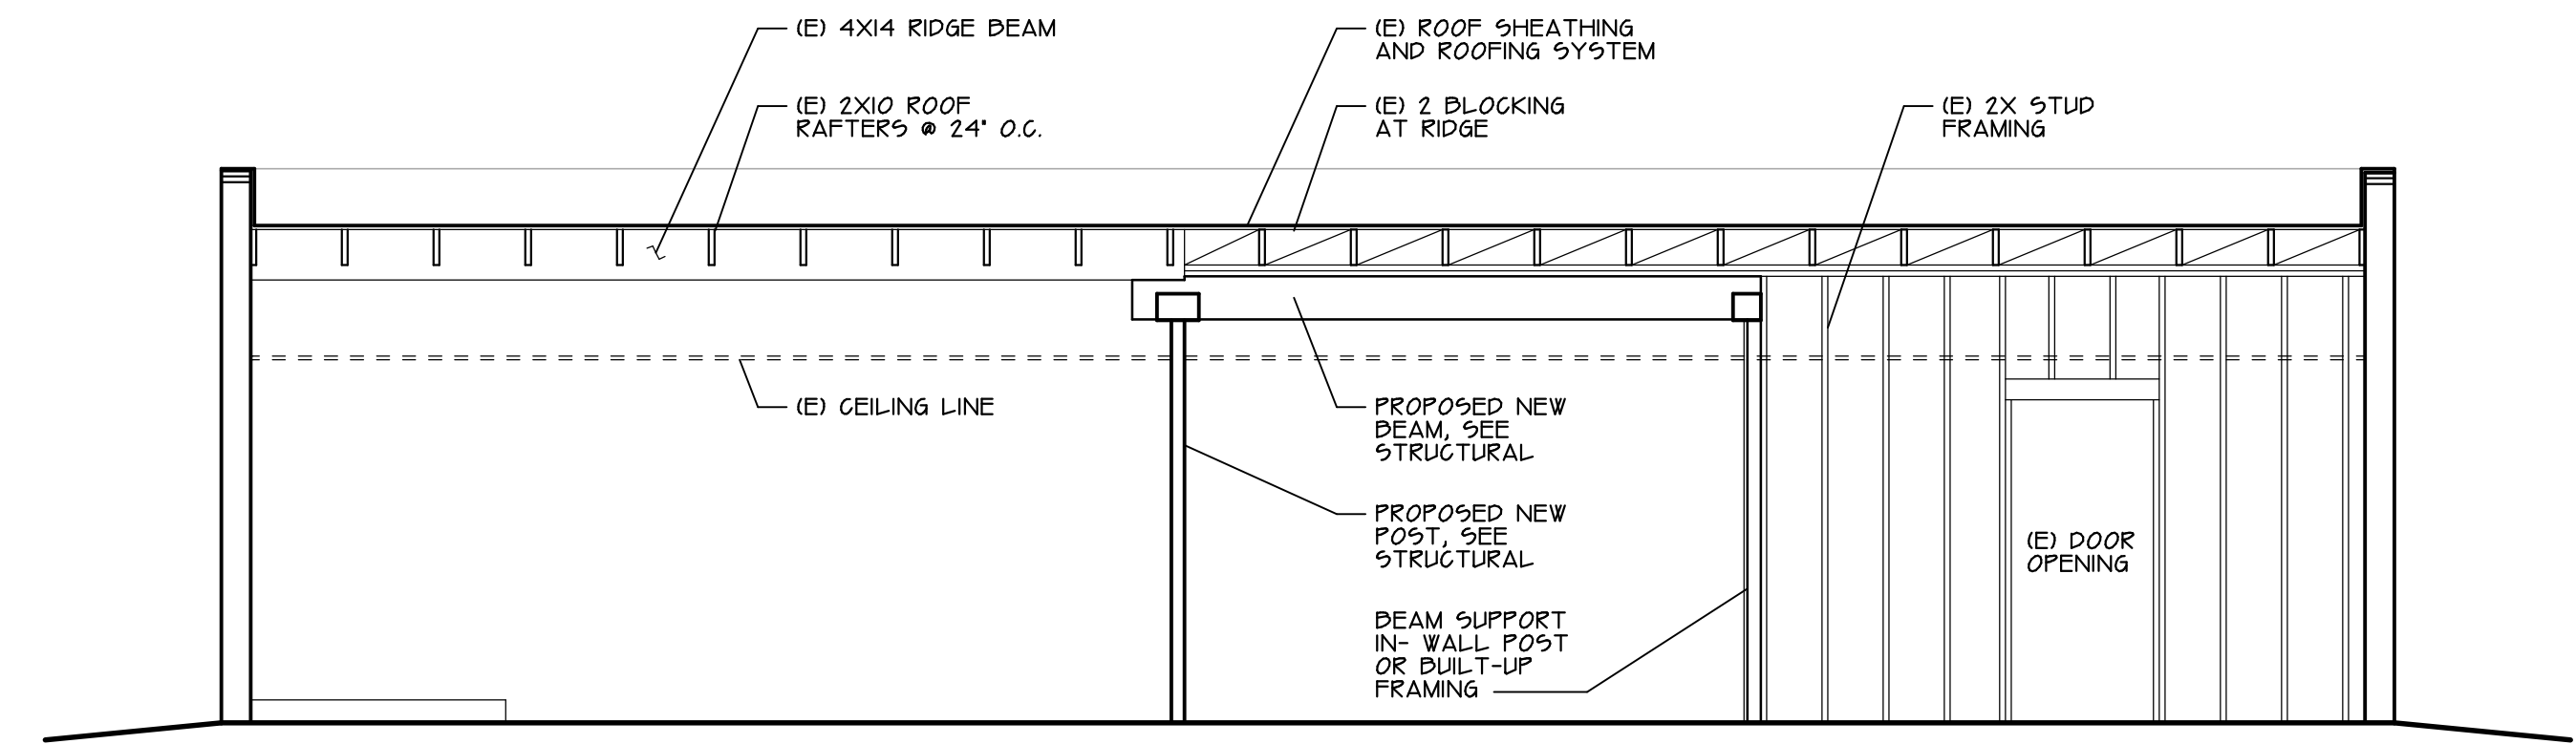 (E) 4X14 RIDGE BEAM
(E) 2X10 ROOF
RAFTERS @ 24" O.C.
(E) ROOF SHEATHING
AND ROOFING SYSTEM
(E) 2 BLOCKING
AT RIDGE
(E) 2X STUD
FRAMING
(E) CEILING LINE
PROPOSED NEW
BEAM, SEE
STRUCTURAL
PROPOSED NEW
POST, SEE
STRUCTURAL
BEAM SUPPORT
IN- WALL POST
OR BUILT-UP
FRAMING
(E) DOOR
OPENING